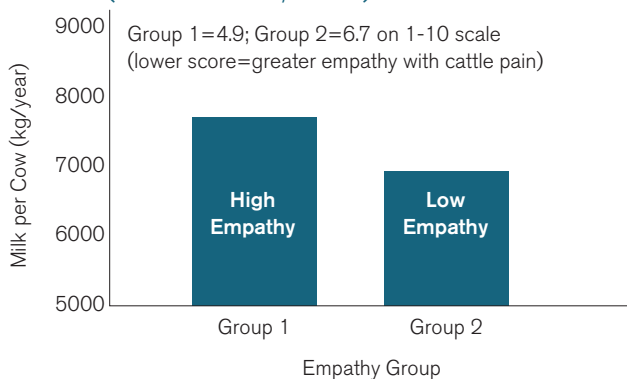 9000
Group 1=4.9; Group 2=6.7 on 1-10 scale
(lower score=greater empathy with cattle pain)
8000
7000
6000
5000
Milk per Cow (kg/year)
High
Empathy
Low
Empathy
Group 1
Group 2
Empathy Group